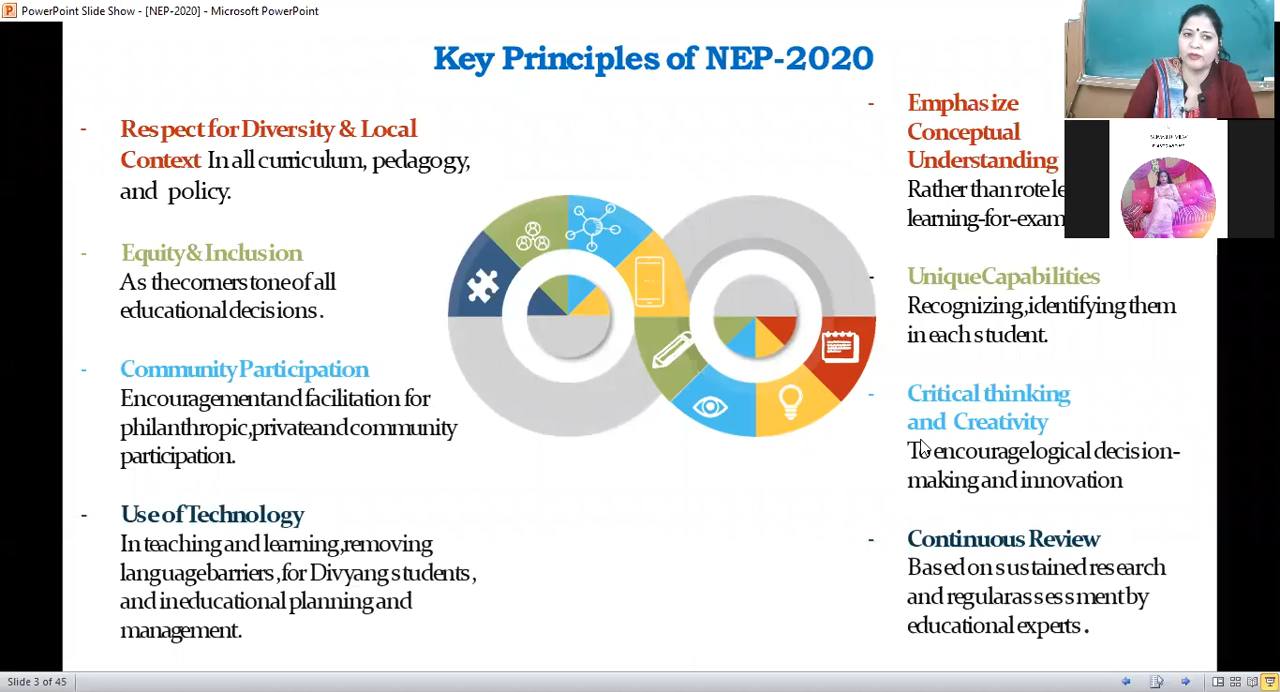 PowerPoint Slide Show - [NEP-2020] - Microsoft PowerPoint
Key Principles of NEP-2020
- Respect for Diversity & Local
Context In all curriculum, pedagogy,
and policy.
- Equity & Inclusion
As the cornerstone of all
educational decisions.
- Community Participation
Encouragement and facilitation for
philanthropic, private and community
participation.
- Use of Technology
In teaching and learning, removing
language barriers, for Divyang students,
and in educational planning and
management.
- Emphasize
Conceptual
Understanding
Rather than rote le
learning-for-exam
- Unique Capabilities
Recognizing, identifying them
in each student.
- Critical thinking
and Creativity
To encourage logical decision-
making and innovation
- Continuous Review
Based on sustained research
and regular assessment by
educational experts.
Slide 3 of 45